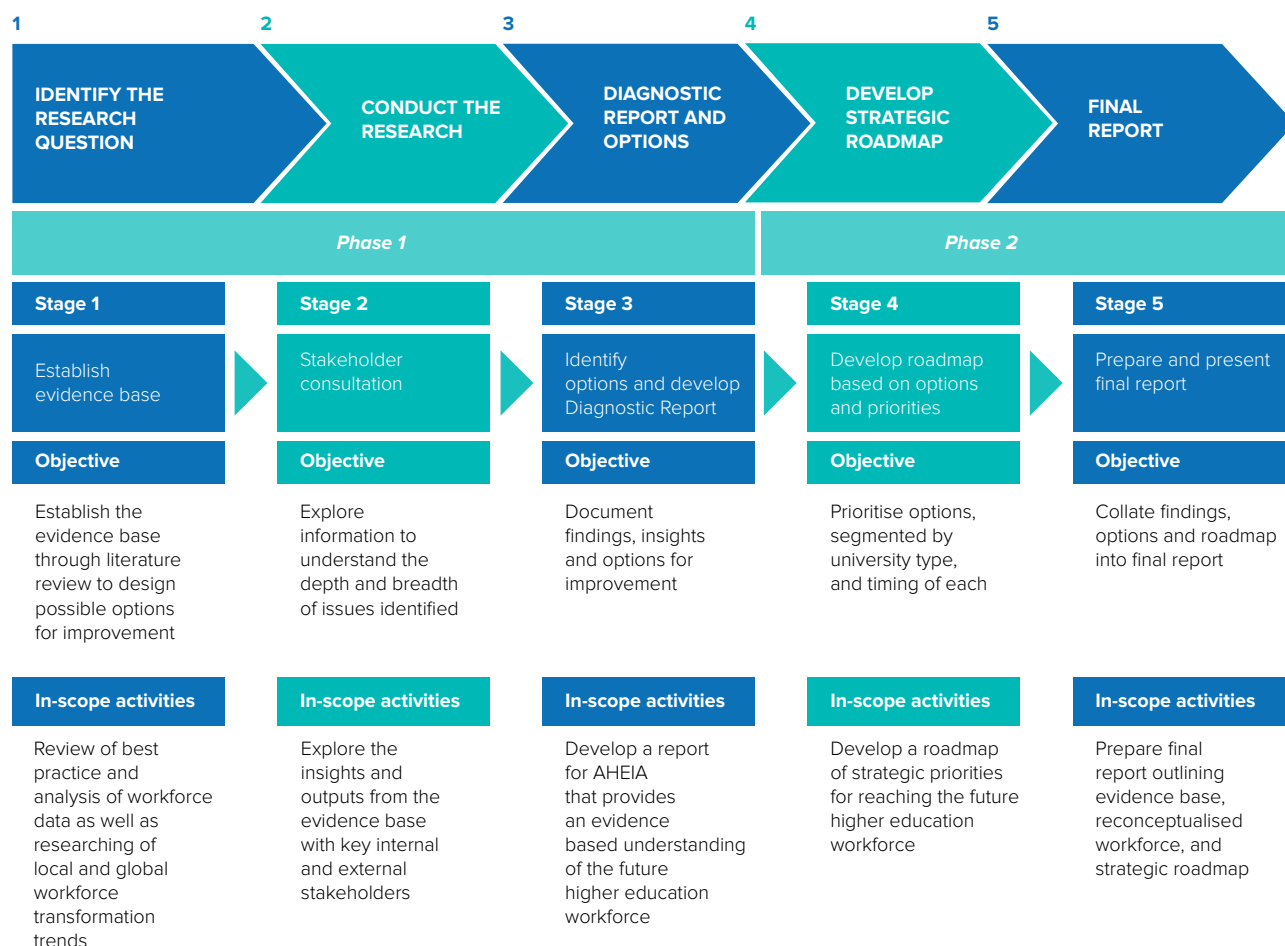 1
2
3
4
5
IDENTIFY THE
RESEARCH
QUESTION
CONDUCT THE
RESEARCH
DIAGNOSTIC
REPORT AND
OPTIONS
DEVELOP
STRATEGIC
ROADMAP
FINAL
REPORT
Phase 1
Phase 2
Stage 1
Stage 2
Stage 3
Stage 4
Stage 5
Establish
evidence base
Stakeholder
consultation
Identify
options and develop
Diagnostic Report
Develop roadmap
based on options
and priorities
Prepare and present
final report
Objective
Objective
Objective
Objective
Objective
Establish the
evidence base
through literature
review to design
possible options
for improvement
Explore
information to
understand the
depth and breadth
of issues identified
Document
findings, insights
and options for
improvement
Prioritise options,
segmented by
university type,
and timing of each
Collate findings,
options and roadmap
into final report
In-scope activities
In-scope activities
In-scope activities
In-scope activities
In-scope activities
Review of best
practice and
analysis of workforce
data as well as
researching of
local and global
workforce
transformation
trends
Explore the
insights and
outputs from the
evidence base
with key internal
and external
stakeholders
Develop a report
for AHEIA
that provides
an evidence
based understanding
of the future
higher education
workforce
Develop a roadmap
of strategic priorities
for reaching the future
higher education
workforce
Prepare final
report outlining
evidence base,
reconceptualised
workforce, and
strategic roadmap